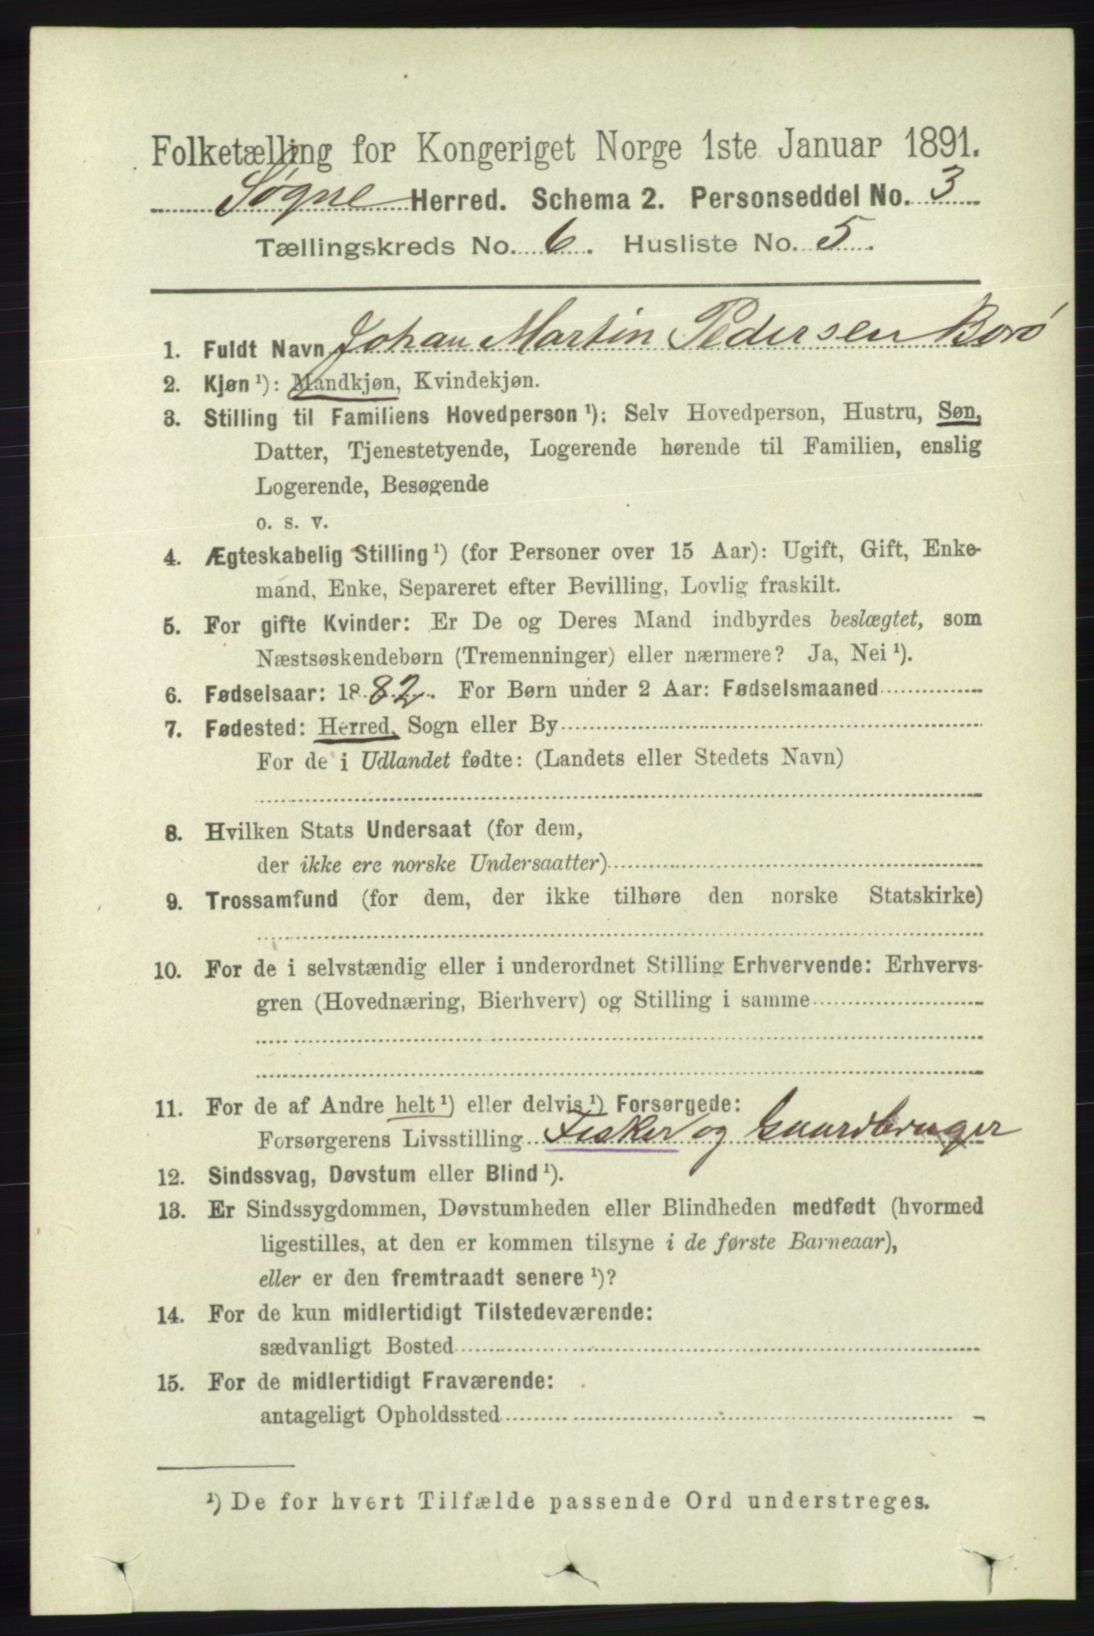 Folketælling for Kongeriget Norge 1ste Januar 1891.
Søgne Herred. Schema 2. Personseddel No. 3
Tællingskreds No. 6. Husliste No. 5.
1. Fuldt Navn Johan Martin Pedersen Borø
2. Kjøn ¹): Mandkjøn, Kvindekjøn.
3. Stilling til Familiens Hovedperson ¹): Selv Hovedperson, Hustru, Søn,
Datter, Tjenestetyende, Logerende hørende til Familien, enslig
Logerende, Besøgende
o. s. v.
4. Ægteskabelig Stilling ¹) (for Personer over 15 Aar): Ugift, Gift, Enke-
mand, Enke, Separeret efter Bevilling, Lovlig fraskilt.
5. For gifte Kvinder: Er De og Deres Mand indbyrdes beslægtet, som
Næstsøskendebørn (Tremenninger) eller nærmere? Ja, Nei ¹).
6. Fødselsaar: 1882. For Børn under 2 Aar: Fødselsmaaned
7. Fødested: Herred, Sogn eller By
For de i Udlandet fødte: (Landets eller Stedets Navn)
8. Hvilken Stats Undersaat (for dem,
der ikke ere norske Undersaatter)
9. Trossamfund (for dem, der ikke tilhøre den norske Statskirke)
10. For de i selvstændig eller i underordnet Stilling Erhvervende: Erhvervs-
gren (Hovednæring, Bierhverv) og Stilling i samme
11. For de af Andre helt ¹) eller delvis ¹) Forsørgede:
Forsørgerens Livsstilling Fisker og Gaardbruger
12. Sindssvag, Døvstum eller Blind ¹).
13. Er Sindssygdommen, Døvstumheden eller Blindheden medfødt (hvormed
ligestilles, at den er kommen tilsyne i de første Barneaar),
eller er den fremtraadt senere ¹)?
14. For de kun midlertidigt Tilstedeværende:
sædvanligt Bosted
15. For de midlertidigt Fraværende:
antageligt Opholdssted
¹) De for hvert Tilfælde passende Ord understreges.